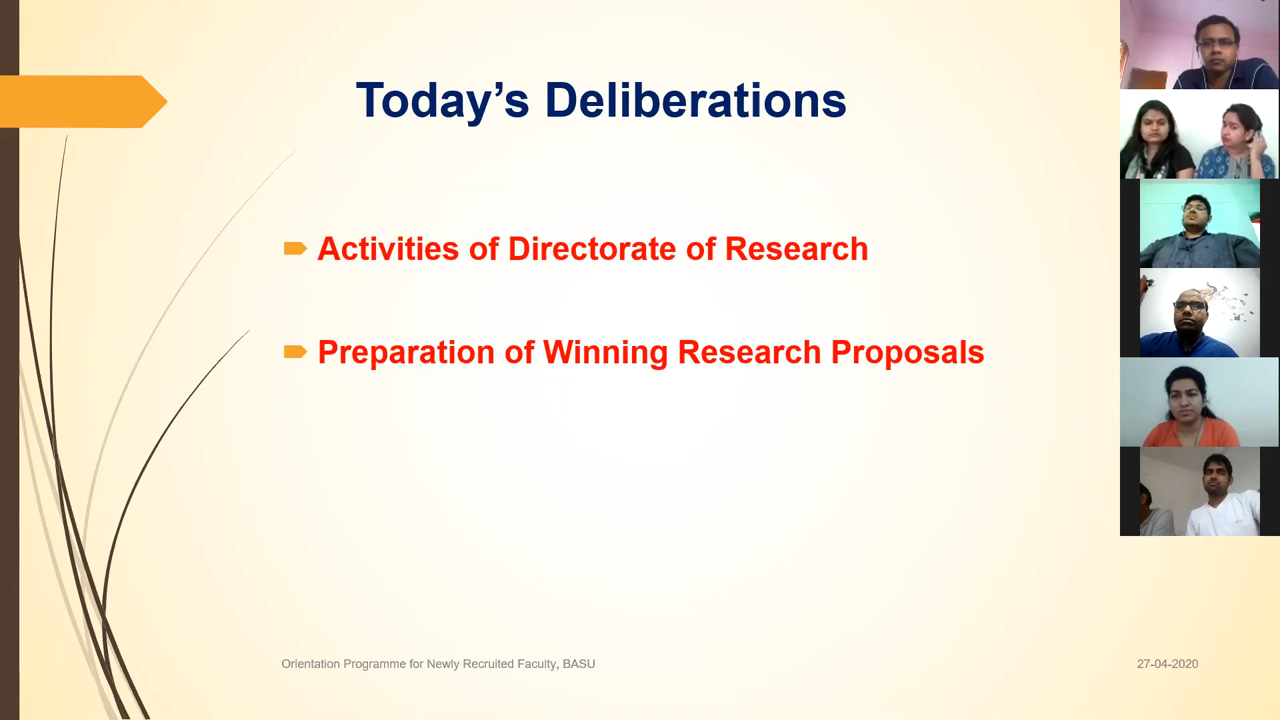 Today’s Deliberations
Activities of Directorate of Research
Preparation of Winning Research Proposals
Orientation Programme for Newly Recruited Faculty, BASU
27-04-2020